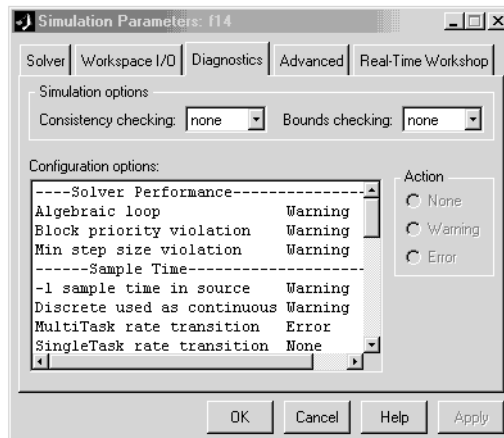 Simulation Parameters: f14
Solver Workspace I/O Diagnostics Advanced Real-Time Workshop
Simulation options
Consistency checking: none Bounds checking: none
Configuration options:
Action
----Solver Performance----------------
Algebraic loop Warning
Block priority violation Warning
Min step size violation Warning
------Sample Time---------------------
-1 sample time in source Warning
Discrete used as continuous Warning
MultiTask rate transition Error
SingleTask rate transition None
None
Warning
Error
OK Cancel Help Apply